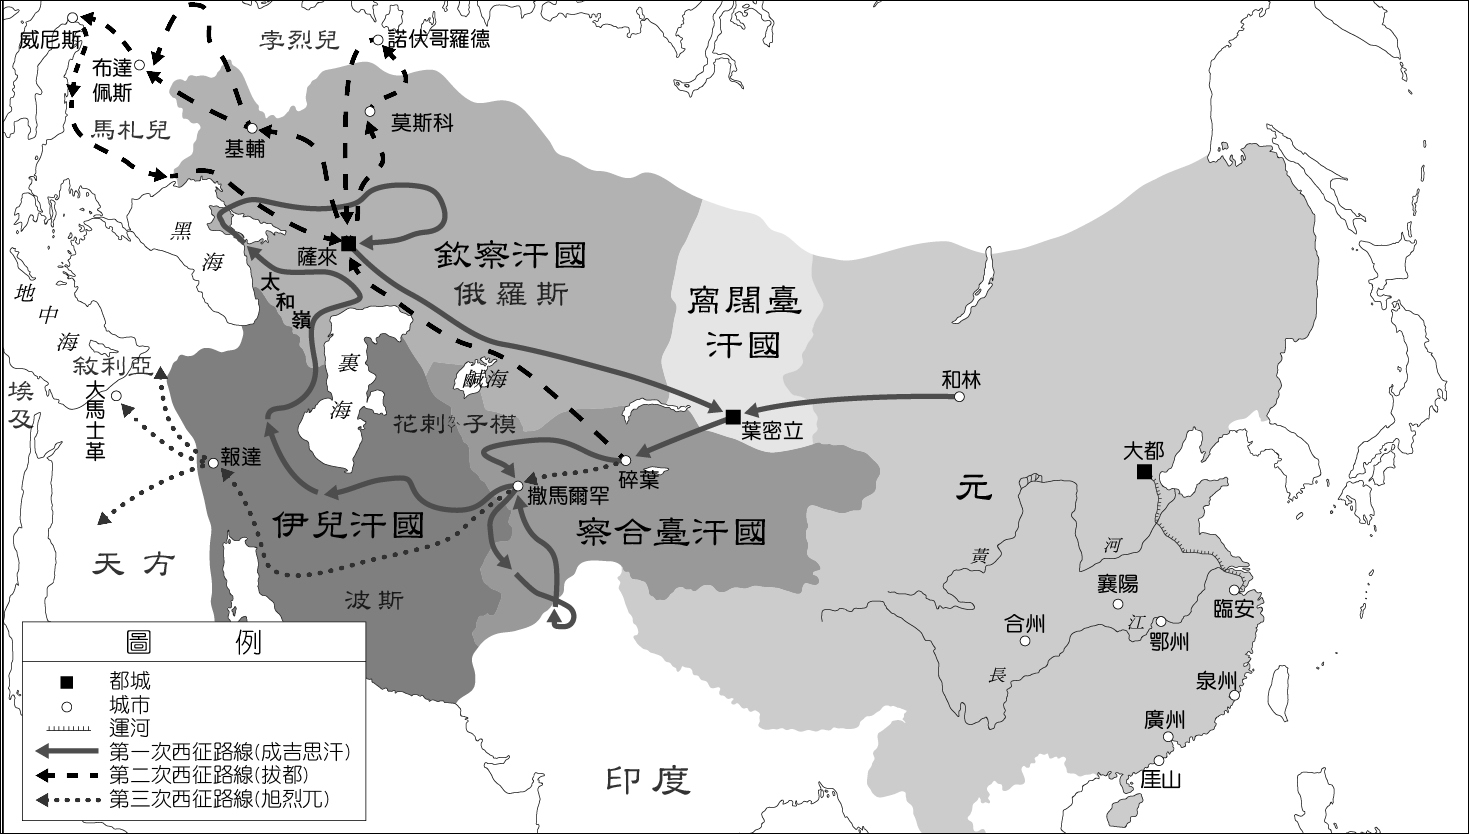 威尼斯
布達
佩斯
馬札兒
孛烈兒
諾伏哥羅德
莫斯科
基輔
黑
海
薩來
太
和
嶺
欽察汗國
俄羅斯
窩闊臺
汗國
地
中
海
敘利亞
埃
及
大
馬
士
革
裏
海
鹹海
花剌
子模
和林
葉密立
報達
撒馬爾罕
碎葉
伊兒汗國
察合臺汗國
波斯
天方
元
大都
黃
河
襄陽
合州
江
鄂州
臨安
長
泉州
廣州
厓山
印度
圖例
都城
城市
運河
第一次西征路線(成吉思汗)
第二次西征路線(拔都)
第三次西征路線(旭烈兀)